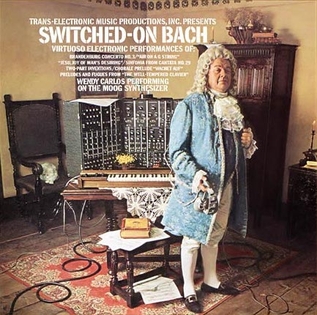 TRANS-ELECTRONIC MUSIC PRODUCTIONS, INC. PRESENTS
SWITCHED-ON BACH
VIRTUOSO ELECTRONIC PERFORMANCES OF:
BRANDENBURG CONCERTO NO. 3/"AIR ON A G STRING"
"JESU, JOY OF MAN'S DESIRING"/SINFONIA FROM CANTATA NO. 29
TWO-PART INVENTIONS/CHORALE PRELUDE "WACHET AUF"
PRELUDES AND FUGUES FROM "THE WELL-TEMPERED CLAVIER"
WENDY CARLOS PERFORMING
ON THE MOOG SYNTHESIZER